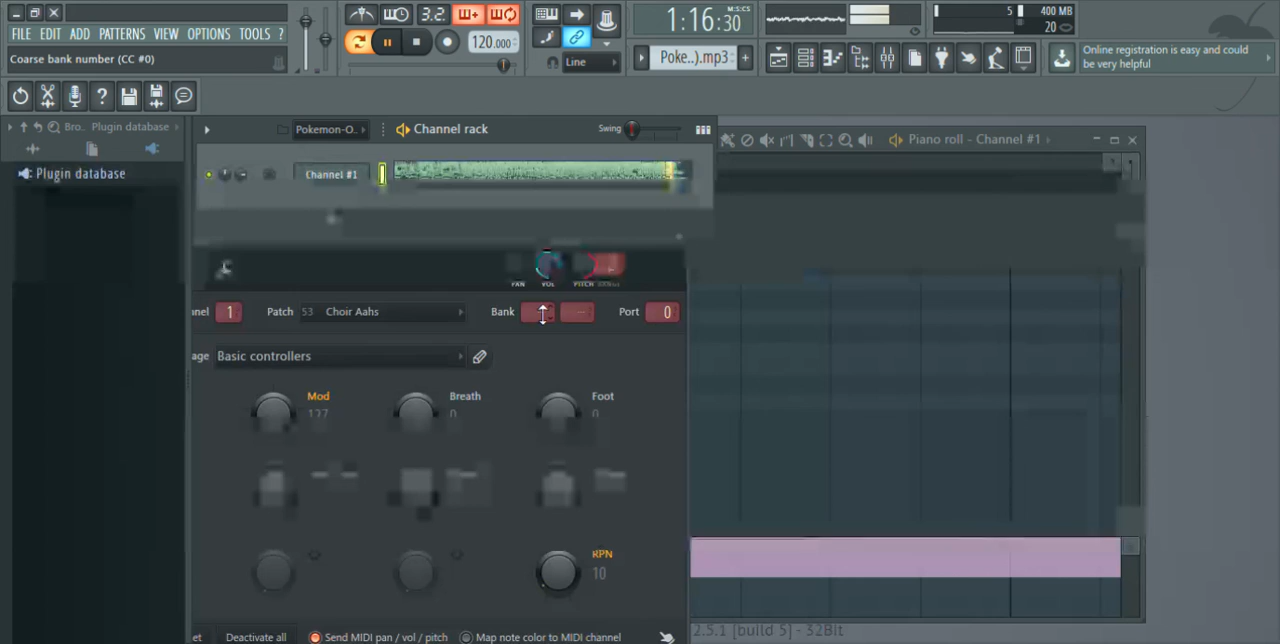 3.2.
120.000
1:16:30
M:S:CS
Line
Poke..).mp3
5
400 MB
20
Online registration is easy and could
be very helpful
FILE EDIT ADD PATTERNS VIEW OPTIONS TOOLS ?
Coarse bank number (CC #0)
Bro.. Plugin database
Plugin database
Pokemon-O..
Channel rack
Swing
Piano roll - Channel #1
Channel #1
PAN VOL PITCH RANGE
nnel 1 Patch 53 Choir Aahs Bank Port 0
age Basic controllers
Mod
127
Breath
0
Foot
0
RPN
10
et Deactivate all Send MIDI pan / vol / pitch Map note color to MIDI channel
2.5.1 [build 5] - 32Bit